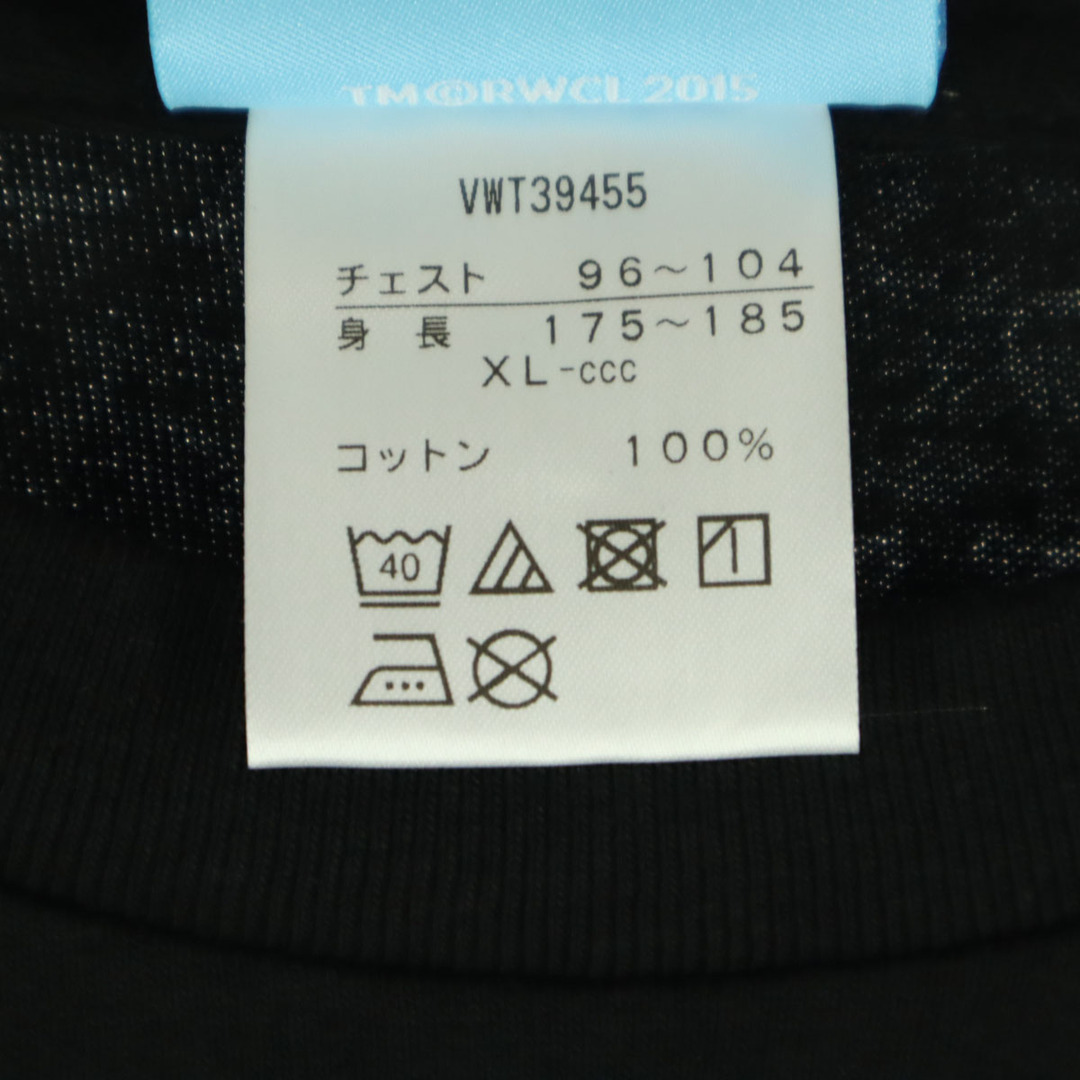 TM©RWCL 2015
VWT39455
チェスト 96～104
身 長 175～185
XL-ccc
コットン 100%
40